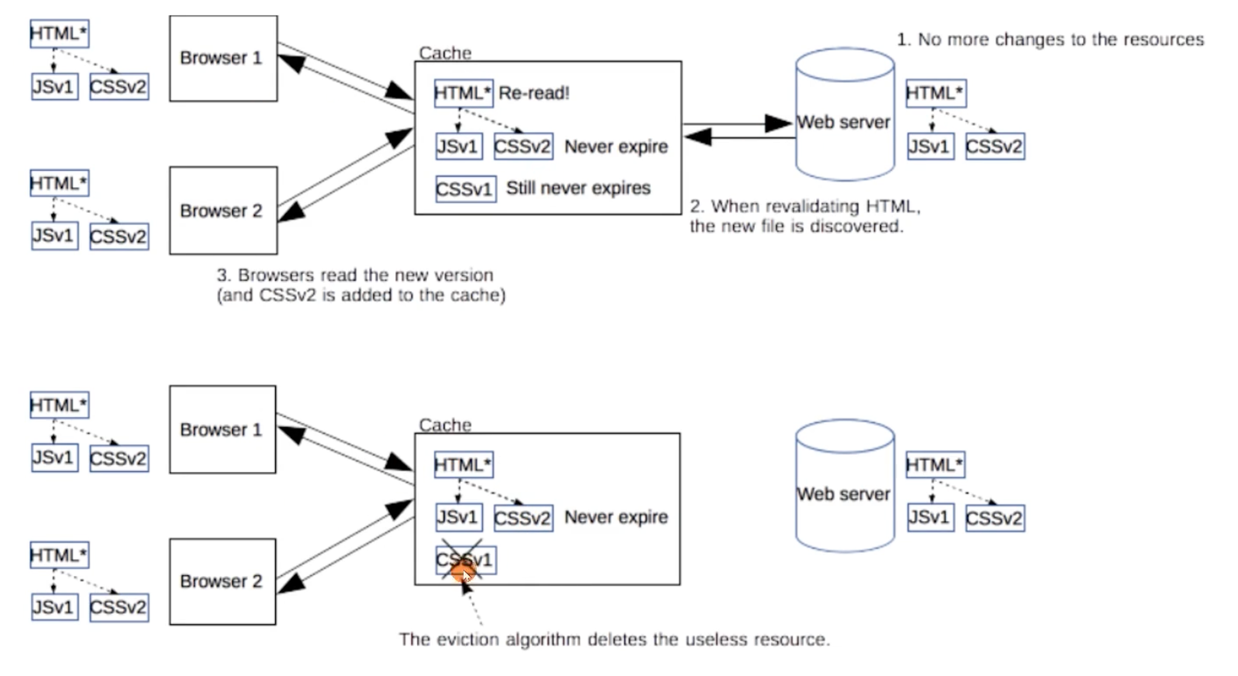 HTML*
JSv1 CSSv2
Browser 1
Cache
HTML* Re-read!
JSv1 CSSv2 Never expire
CSSv1 Still never expires
Web server
1. No more changes to the resources
HTML*
JSv1 CSSv2
2. When revalidating HTML,
the new file is discovered.
HTML*
JSv1 CSSv2
Browser 2
3. Browsers read the new version
(and CSSv2 is added to the cache)
HTML*
JSv1 CSSv2
Browser 1
Cache
HTML*
JSv1 CSSv2 Never expire
CSSv1
Web server
HTML*
JSv1 CSSv2
HTML*
JSv1 CSSv2
Browser 2
The eviction algorithm deletes the useless resource.